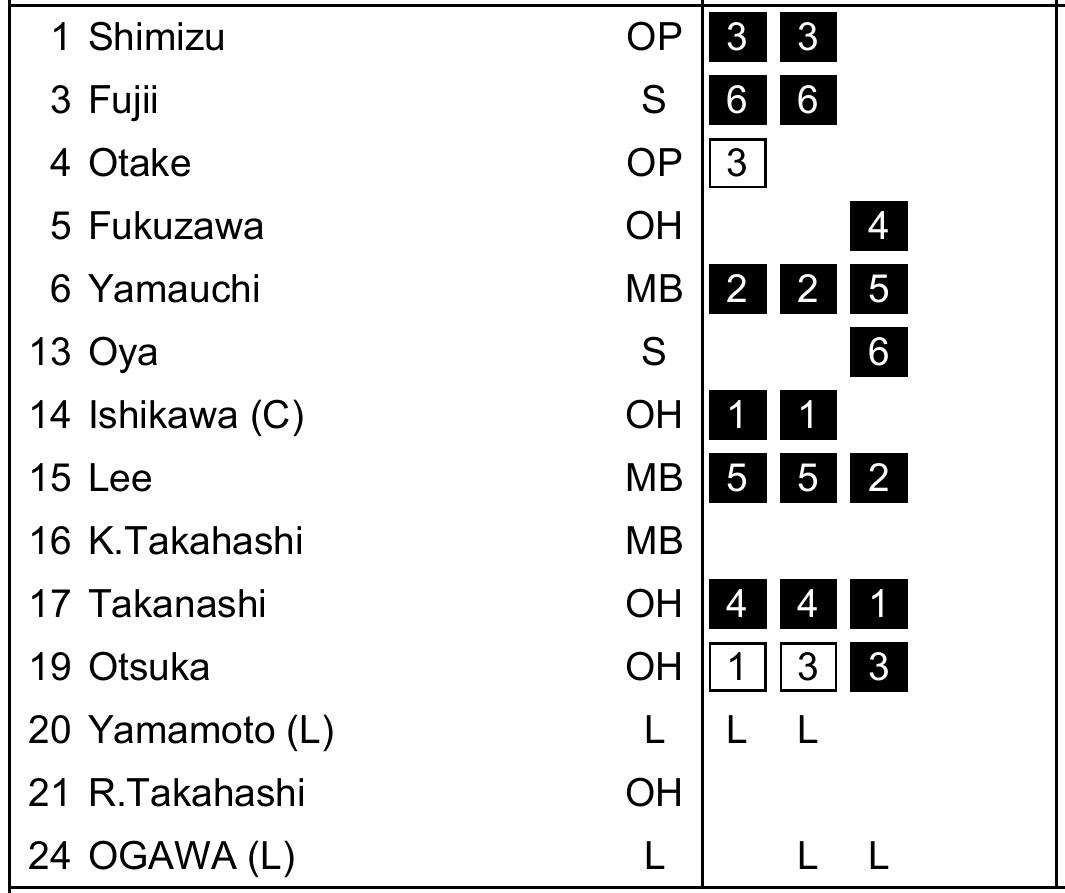 1 Shimizu OP 3 3
3 Fujii S 6 6
4 Otake OP 3
5 Fukuzawa OH 4
6 Yamauchi MB 2 2 5
13 Oya S 6
14 Ishikawa (C) OH 1 1
15 Lee MB 5 5 2
16 K.Takahashi MB
17 Takanashi OH 4 4 1
19 Otsuka OH 1 3 3
20 Yamamoto (L) L L L
21 R.Takahashi OH
24 OGAWA (L) L L L